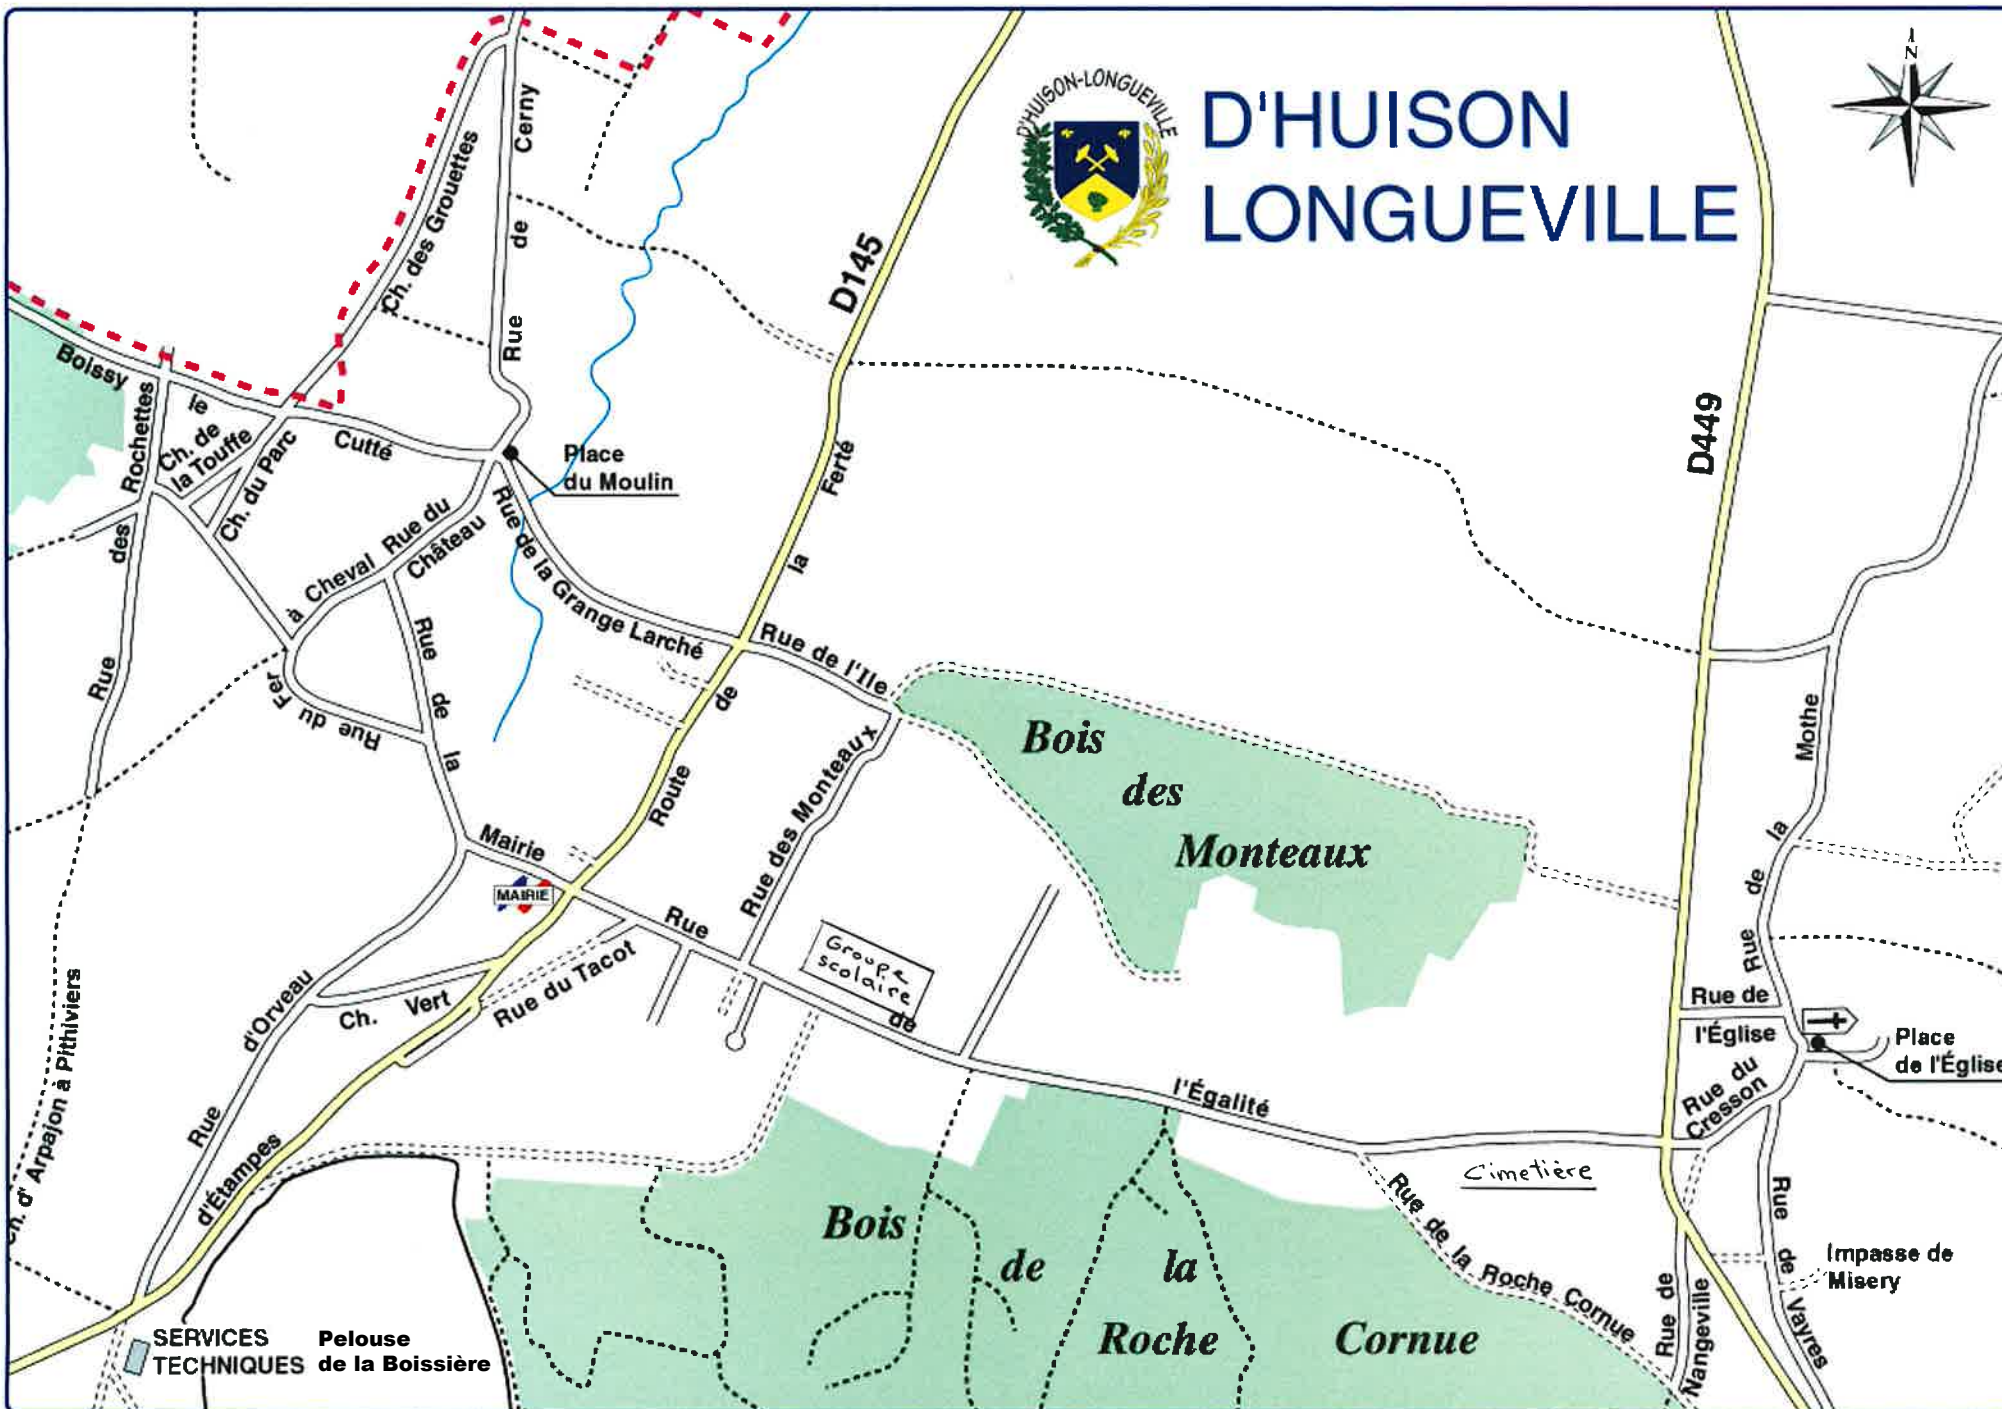 D'HUISON-LONGUEVILLE
D'HUISON
LONGUEVILLE
N
Rue de Cerny
Ch. des Grouettes
D145
D449
Boissy le Cutté
Rue des Rochettes
Ch. de
la Touffe
Ch. du Parc
Place
du Moulin
Rue du
Château
Rue du Fer à Cheval
Rue de la Grange Larché
Route de la Ferté
Rue de l'Ile
Rue de la Mairie
MAIRIE
Rue des Monteaux
Bois
des
Monteaux
Groupe
scolaire
Rue de l'Égalité
Rue du Tacot
Ch. Vert
Rue d'Orveau
d'Étampes
Ch. d' Arpajon à Pithiviers
Rue de la Mothe
Rue de
l'Église
Place
de l'Église
Rue du
Cresson
Cimetière
Rue de la Roche Cornue
Rue de
Nangeville
Rue de Vayres
Impasse de
Misery
Bois
de
la
Roche
Cornue
SERVICES
TECHNIQUES
Pelouse
de la Boissière